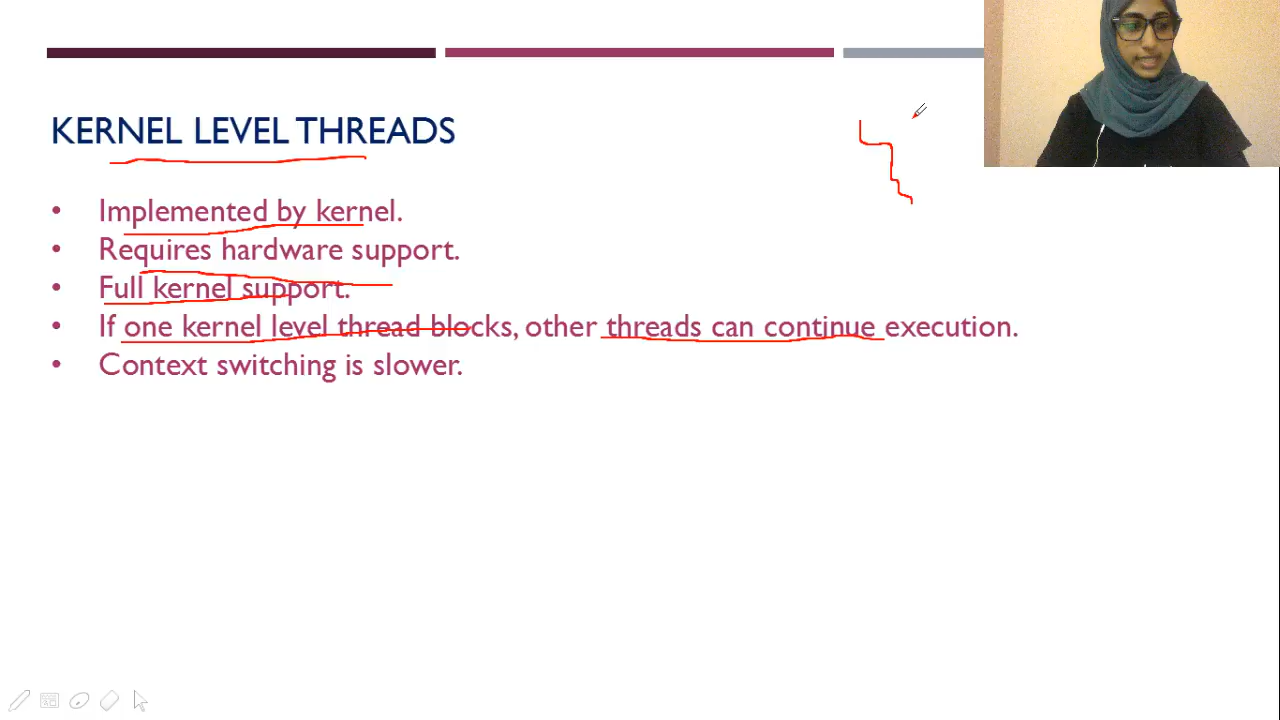 KERNEL LEVEL THREADS
• Implemented by kernel.
• Requires hardware support.
• Full kernel support.
• If one kernel level thread blocks, other threads can continue execution.
• Context switching is slower.